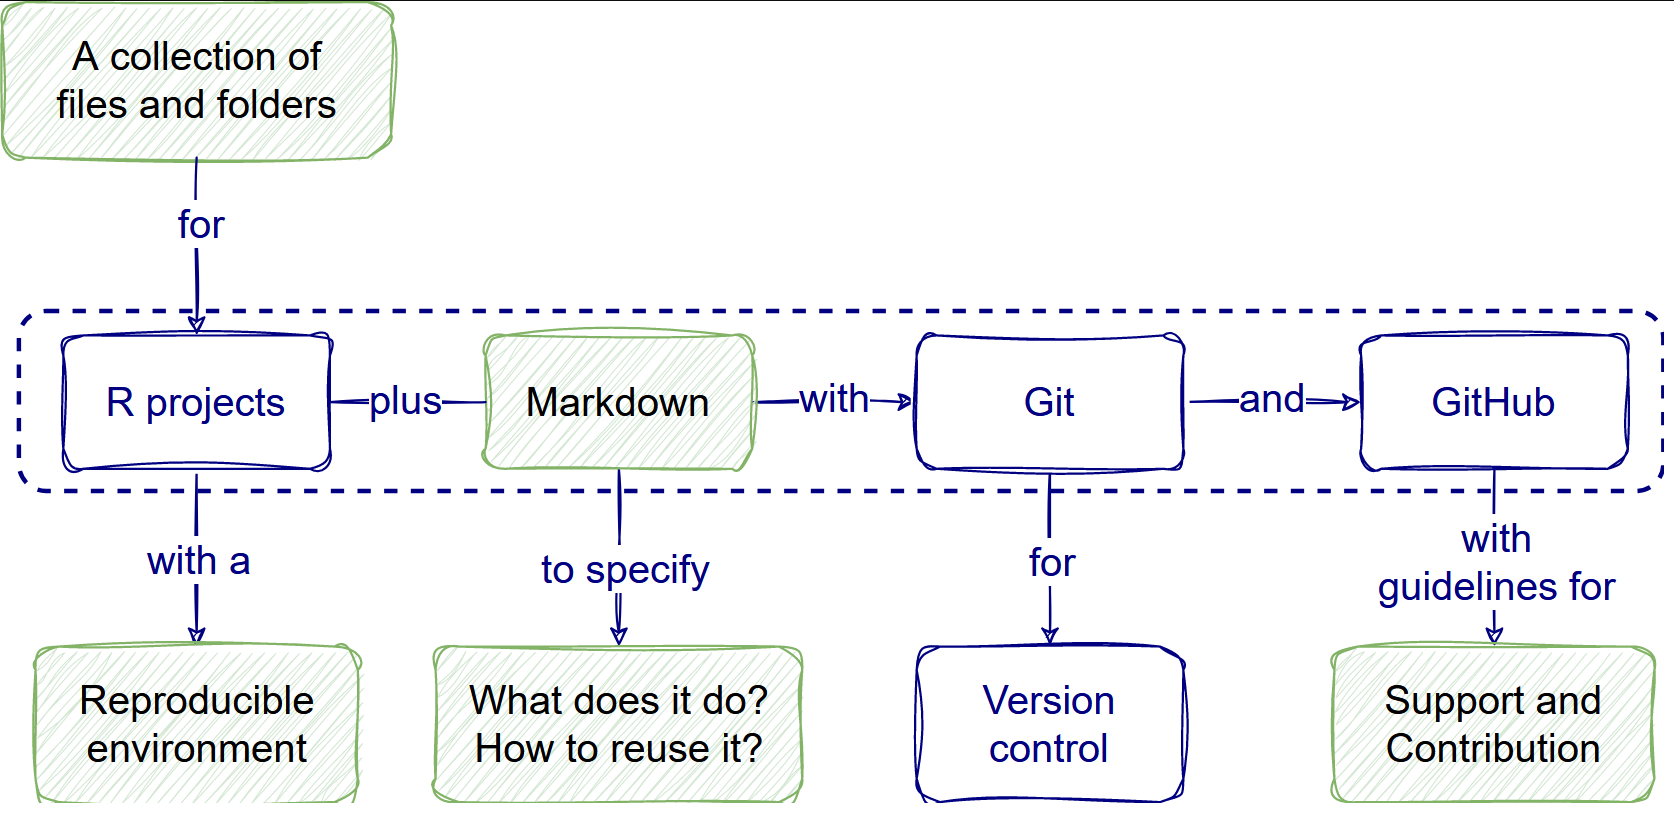 A collection of
files and folders
for
R projects
plus
Markdown
with
Git
and
GitHub
with a
to specify
for
with
guidelines for
Reproducible
environment
What does it do?
How to reuse it?
Version
control
Support and
Contribution